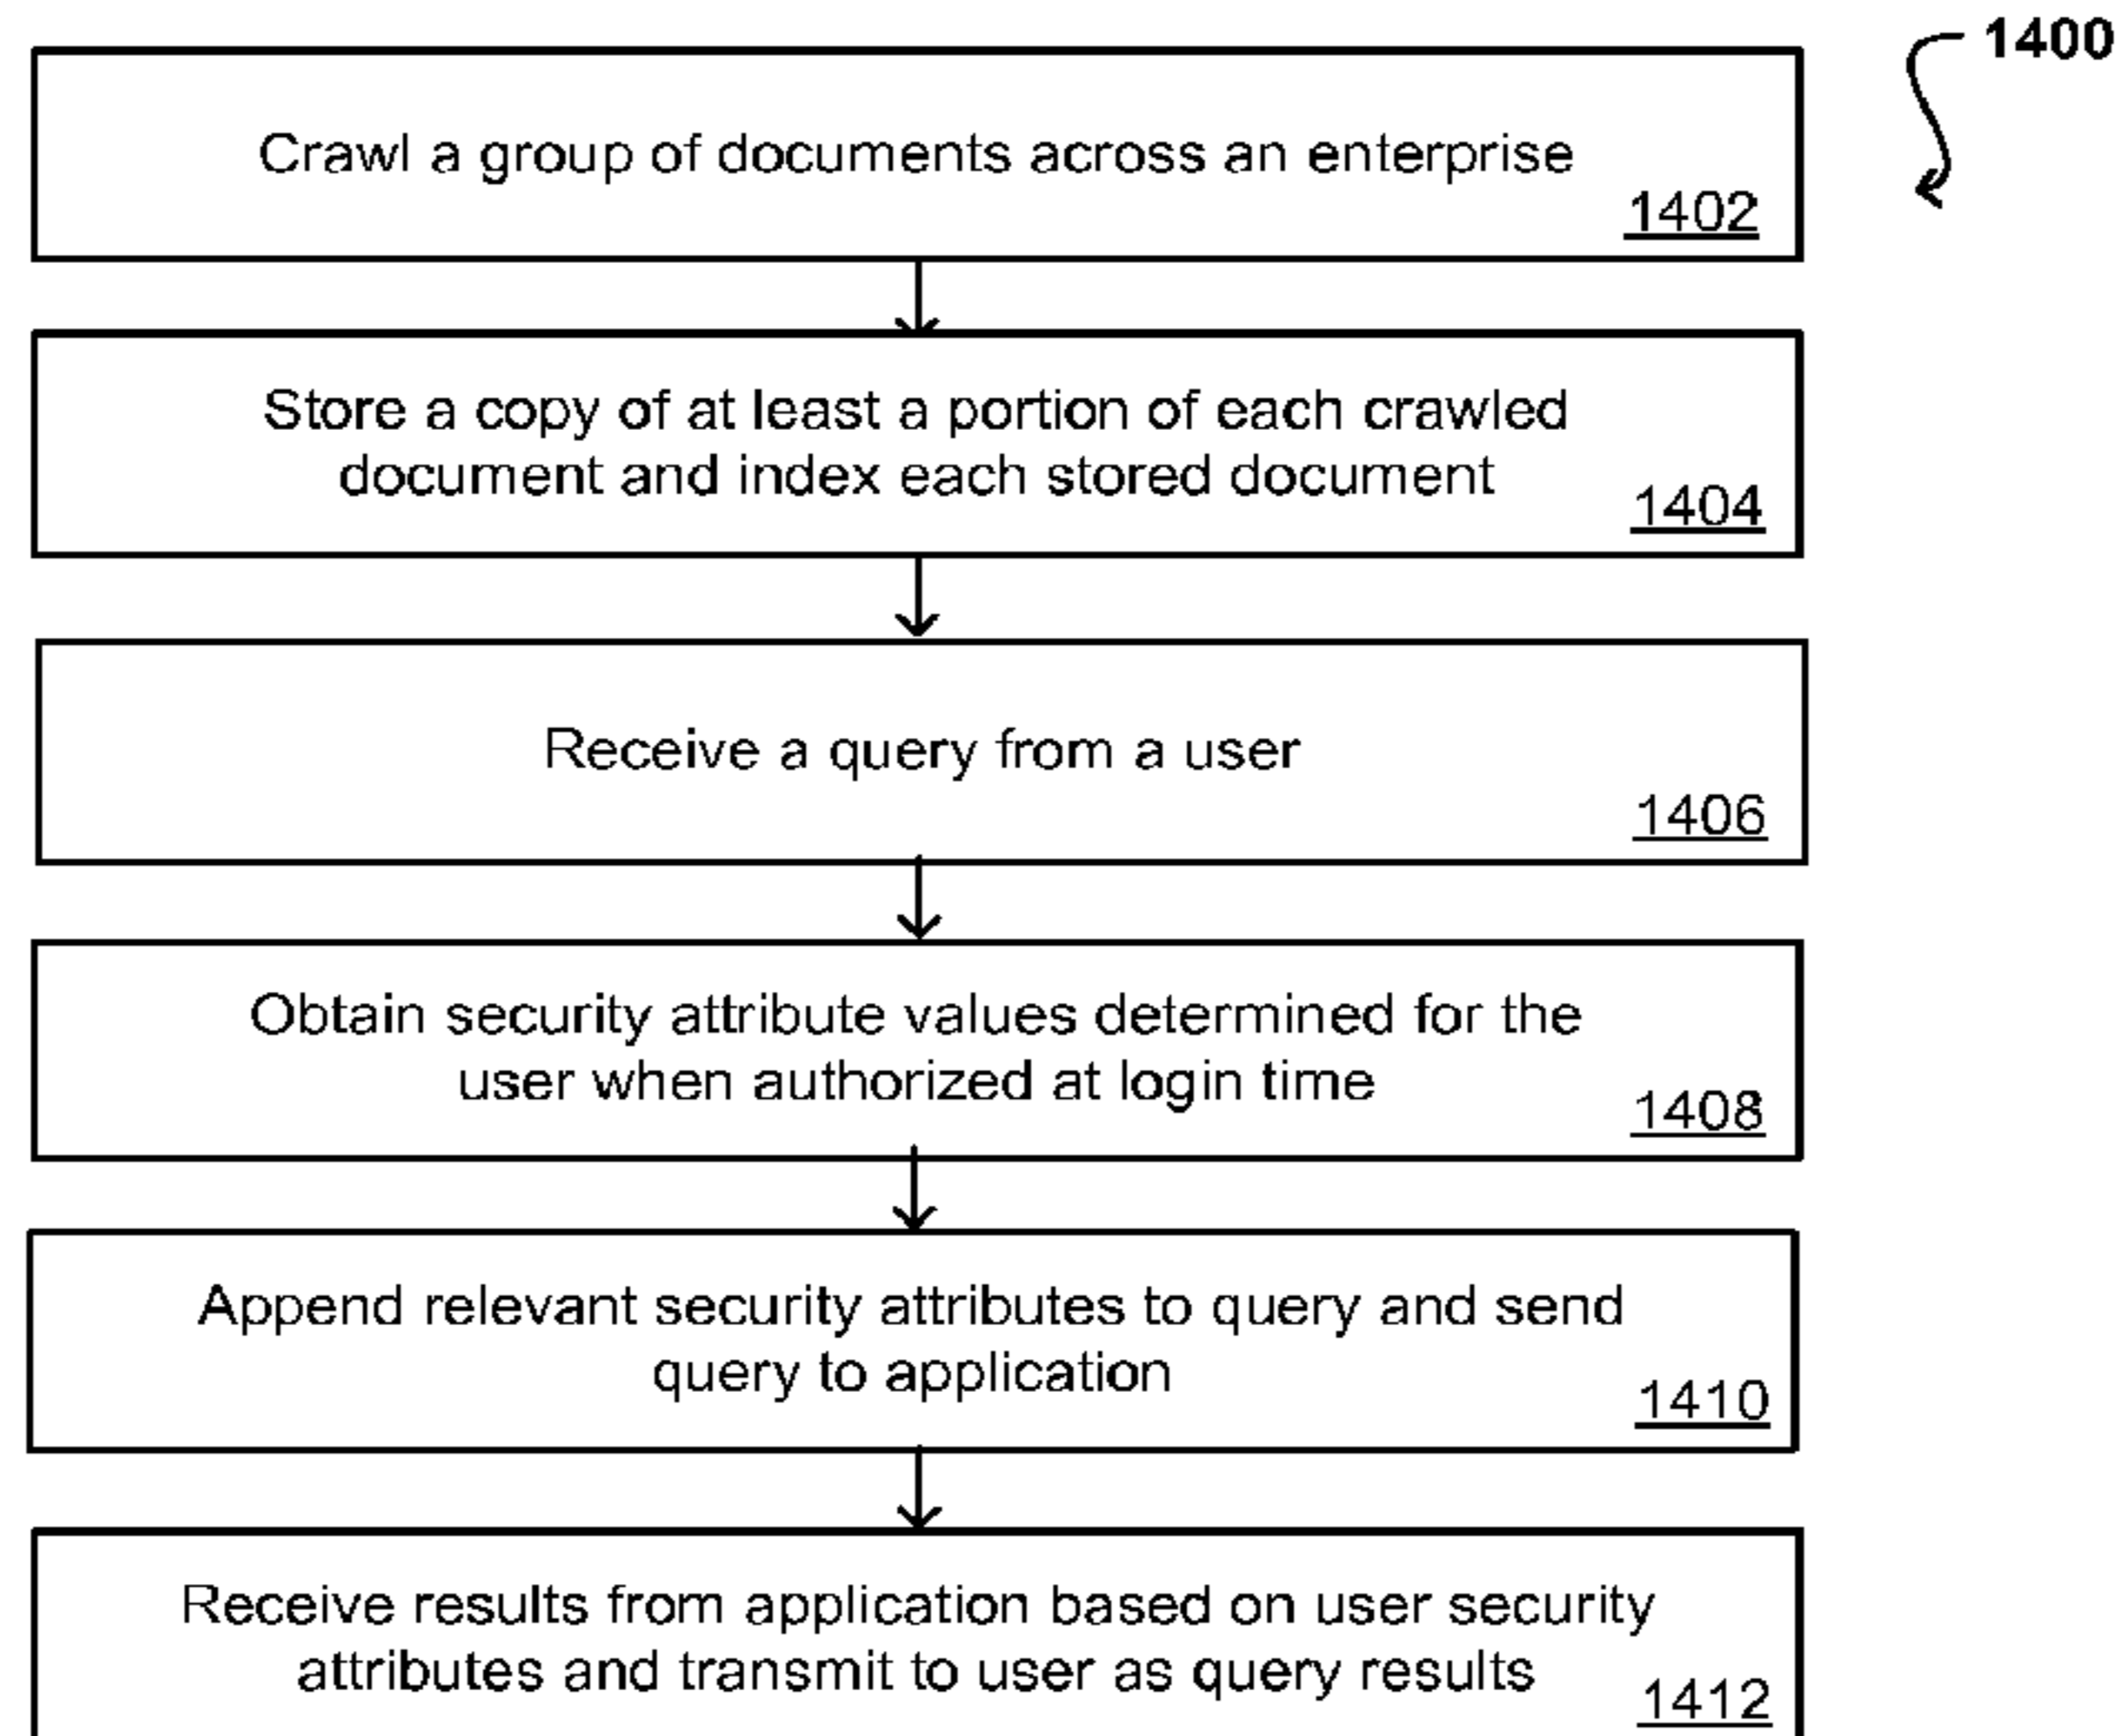 1400
Crawl a group of documents across an enterprise
1402
Store a copy of at least a portion of each crawled
document and index each stored document
1404
Receive a query from a user
1406
Obtain security attribute values determined for the
user when authorized at login time
1408
Append relevant security attributes to query and send
query to application
1410
Receive results from application based on user security
attributes and transmit to user as query results
1412